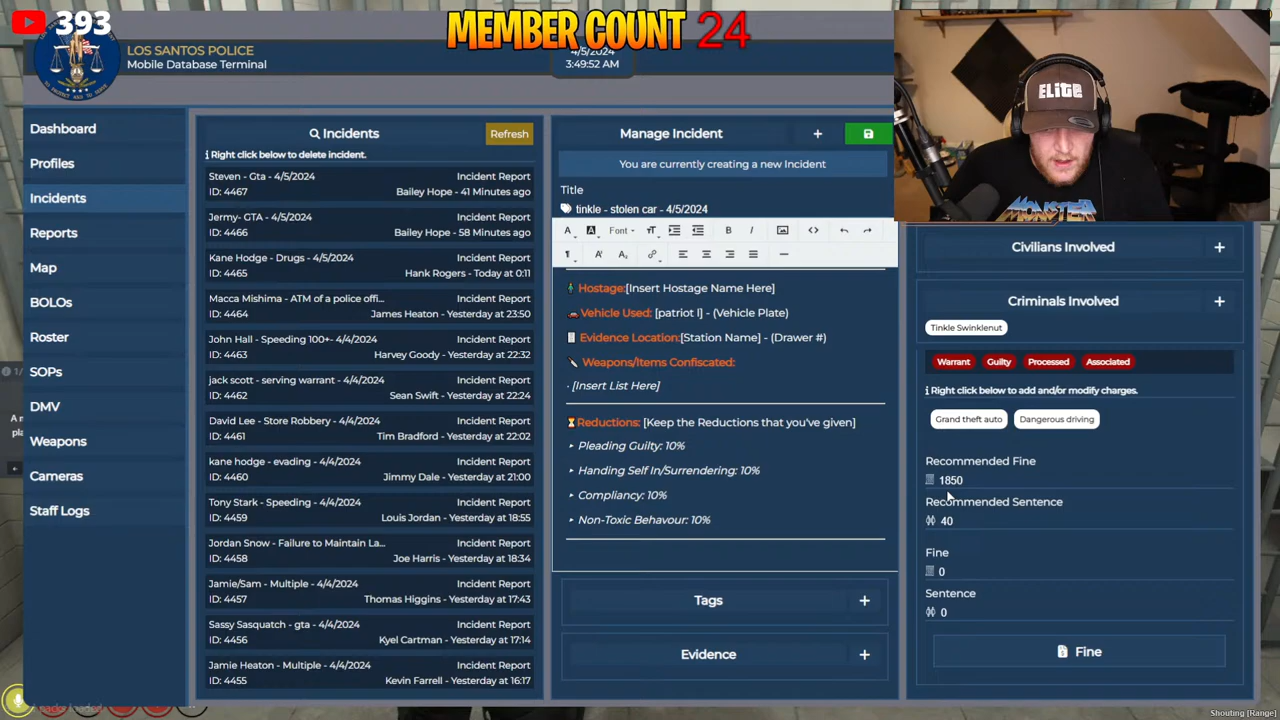 393
MEMBER COUNT 24
LOS SANTOS POLICE
Mobile Database Terminal
4/5/2024
3:49:52 AM
ELITE
MONSTER
Dashboard
Profiles
Incidents
Reports
Map
BOLOs
Roster
SOPs
DMV
Weapons
Cameras
Staff Logs
Incidents
Refresh
Right click below to delete incident.
Steven - Gta - 4/5/2024 Incident Report
ID: 4467 Bailey Hope - 41 Minutes ago
Jermy- GTA - 4/5/2024 Incident Report
ID: 4466 Bailey Hope - 58 Minutes ago
Kane Hodge - Drugs - 4/5/2024 Incident Report
ID: 4465 Hank Rogers - Today at 0:11
Macca Mishima - ATM of a police offi... Incident Report
ID: 4464 James Heaton - Yesterday at 23:50
John Hall - Speeding 100+- 4/4/2024 Incident Report
ID: 4463 Harvey Goody - Yesterday at 22:32
jack scott - serving warrant - 4/4/2024 Incident Report
ID: 4462 Sean Swift - Yesterday at 22:24
David Lee - Store Robbery - 4/4/2024 Incident Report
ID: 4461 Tim Bradford - Yesterday at 22:02
kane hodge - evading - 4/4/2024 Incident Report
ID: 4460 Jimmy Dale - Yesterday at 21:00
Tony Stark - Speeding - 4/4/2024 Incident Report
ID: 4459 Louis Jordan - Yesterday at 18:55
Jordan Snow - Failure to Maintain La... Incident Report
ID: 4458 Joe Harris - Yesterday at 18:34
Jamie/Sam - Multiple - 4/4/2024 Incident Report
ID: 4457 Thomas Higgins - Yesterday at 17:43
Sassy Sasquatch - gta - 4/4/2024 Incident Report
ID: 4456 Kyel Cartman - Yesterday at 17:14
Jamie Heaton - Multiple - 4/4/2024 Incident Report
ID: 4455 Kevin Farrell - Yesterday at 16:17
Manage Incident
You are currently creating a new Incident
Title
tinkle - stolen car - 4/5/2024
Font
Hostage:[Insert Hostage Name Here]
Vehicle Used: [patriot l] - (Vehicle Plate)
Evidence Location:[Station Name] - (Drawer #)
Weapons/Items Confiscated:
· [Insert List Here]
Reductions: [Keep the Reductions that you've given]
‣ Pleading Guilty: 10%
‣ Handing Self In/Surrendering: 10%
‣ Compliancy: 10%
‣ Non-Toxic Behaviour: 10%
Tags
Evidence
Civilians Involved
Criminals Involved
Tinkle Swinklenut
Warrant Guilty Processed Associated
Right click below to add and/or modify charges.
Grand theft auto Dangerous driving
Recommended Fine
1850
Recommended Sentence
40
Fine
0
Sentence
0
Fine
Shouting [Range]